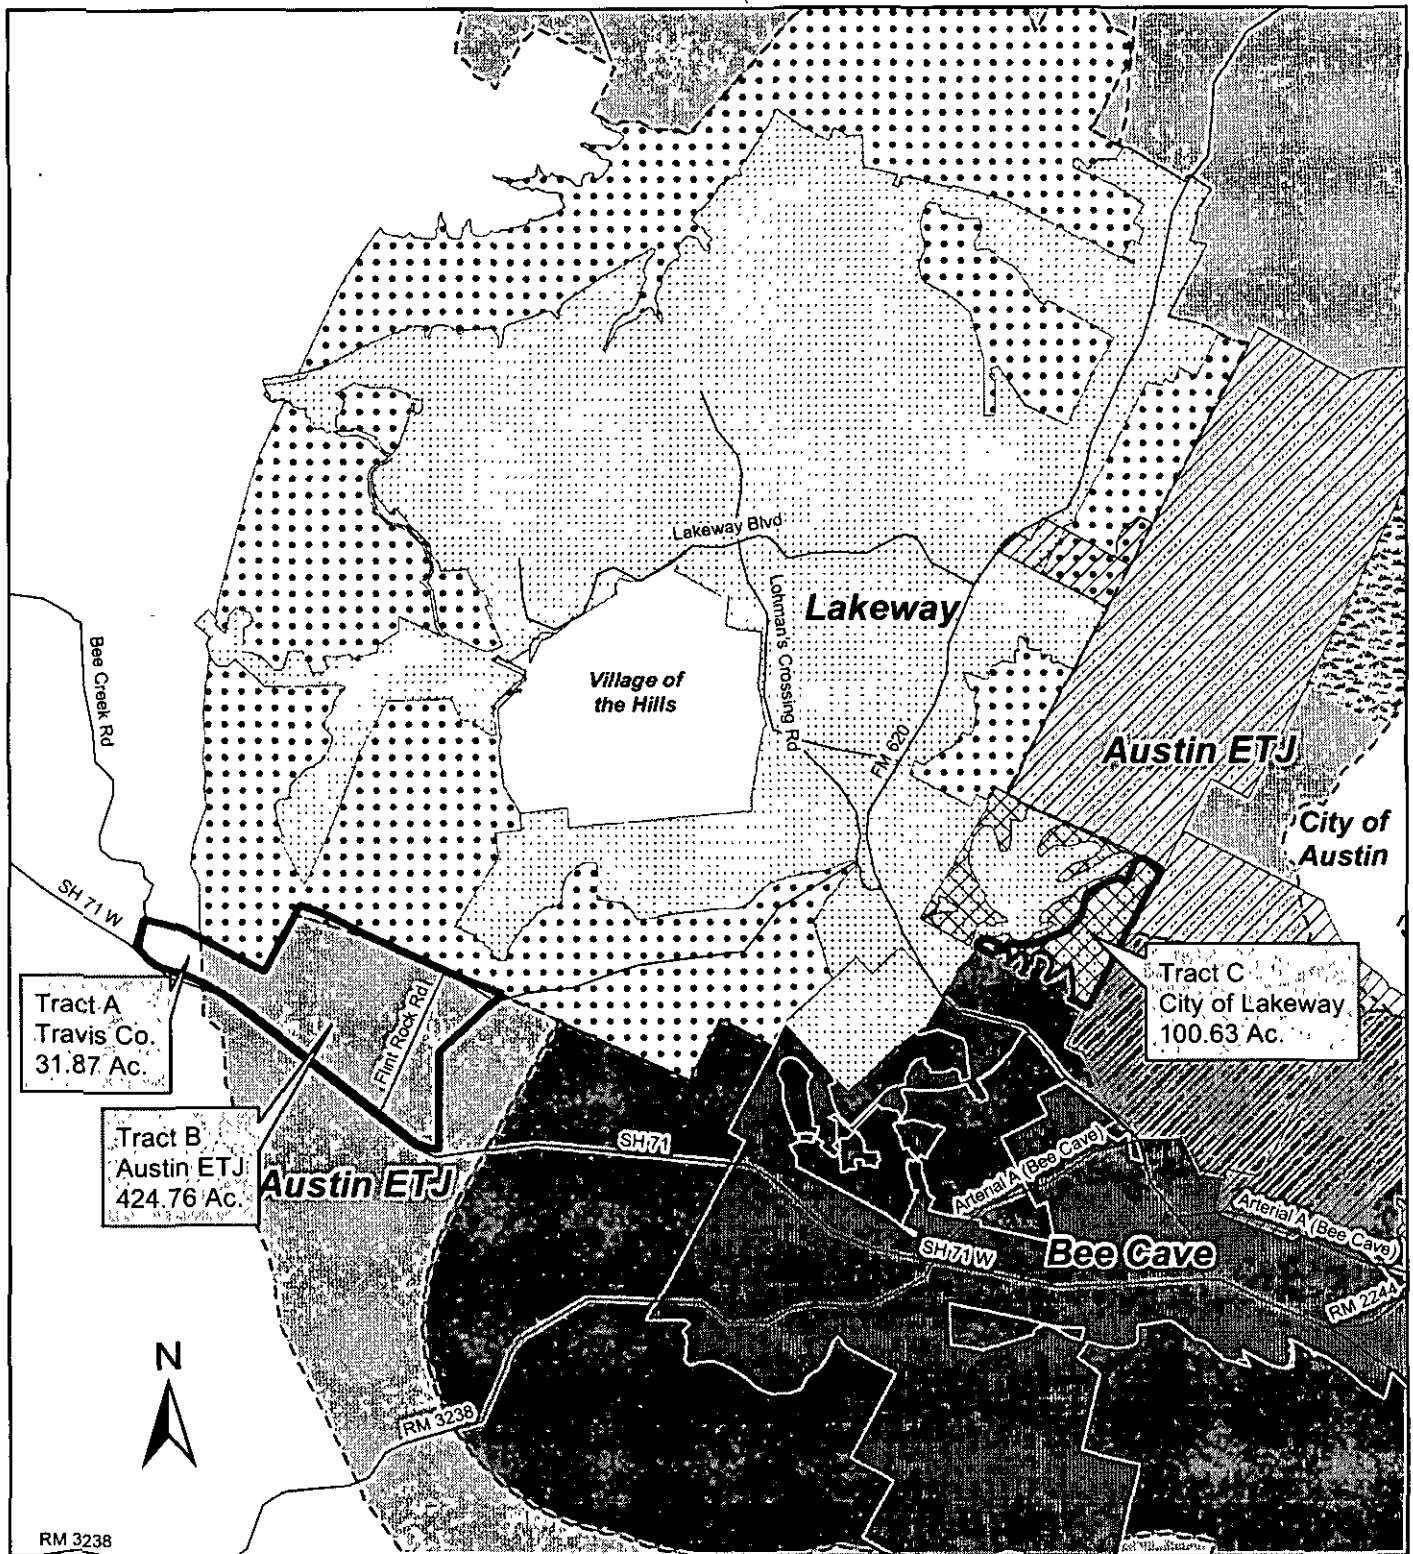 Lakeway Blvd
Lohman's Crossing Rd
Lakeway
Village of
the Hills
Bee Creek Rd
FM 620
Austin ETJ
City of
Austin
SH 71 W
Tract A
Travis Co.
31.87 Ac.
Flint Rock Rd
Tract C
City of Lakeway
100.63 Ac.
Tract B
Austin ETJ
424.76 Ac.
Austin ETJ
SH 71
Arterial A (Bee Cave)
Arterial A (Bee Cave)
SH 71 W
Bee Cave
RM 2244
N
RM 3238
RM 3238